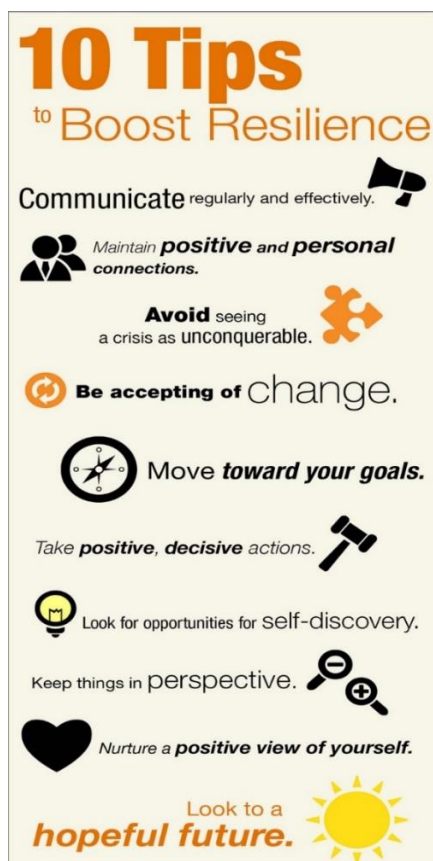 10 Tips
to Boost Resilience
Communicate regularly and effectively.
Maintain positive and personal
connections.
Avoid seeing
a crisis as unconquerable.
Be accepting of change.
Move toward your goals.
Take positive, decisive actions.
Look for opportunities for self-discovery.
Keep things in perspective.
Nurture a positive view of yourself.
Look to a
hopeful future.